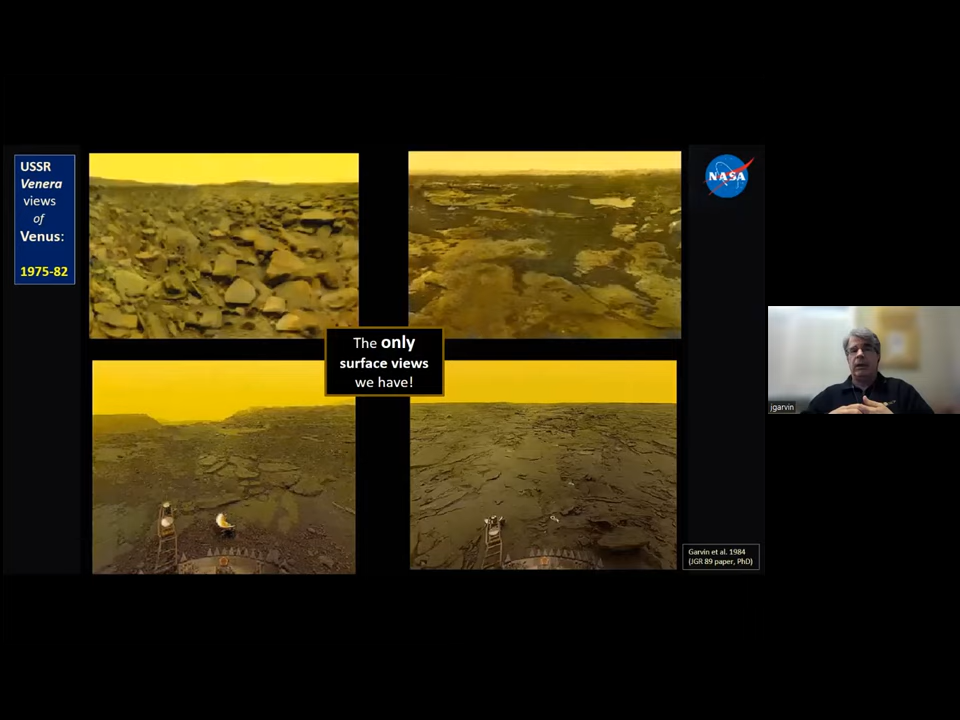 USSR
Venera
views
of
Venus:
1975-82
NASA
The only
surface views
we have!
jgarvin
Garvin et al. 1984
(JGR 89 paper, PhD)